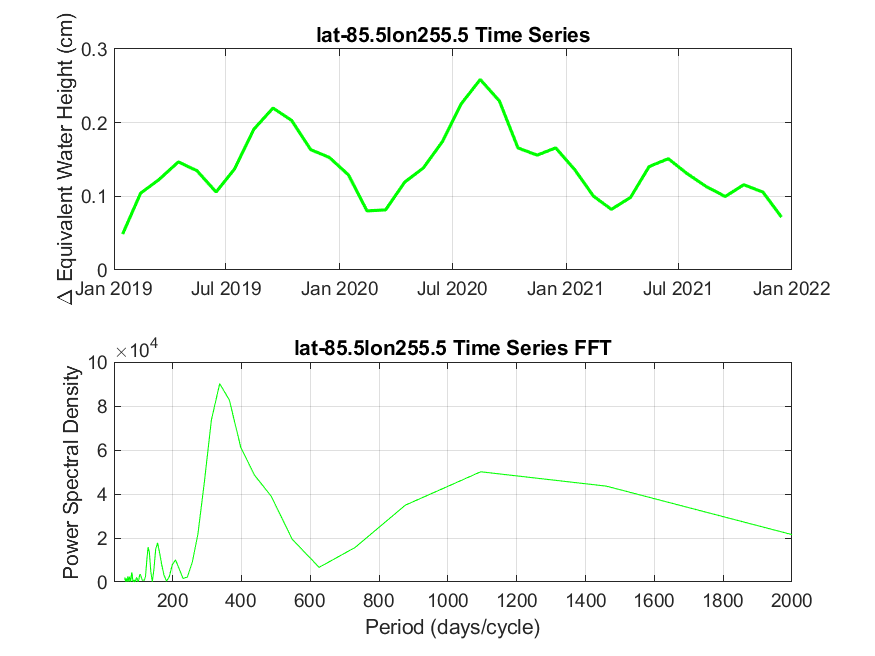 lat-85.5lon255.5 Time Series
Δ Equivalent Water Height (cm)
0.3
0.2
0.1
0
Jan 2019 Jul 2019 Jan 2020 Jul 2020 Jan 2021 Jul 2021 Jan 2022
lat-85.5lon255.5 Time Series FFT
×10⁴
Power Spectral Density
10
8
6
4
2
0
200 400 600 800 1000 1200 1400 1600 1800 2000
Period (days/cycle)